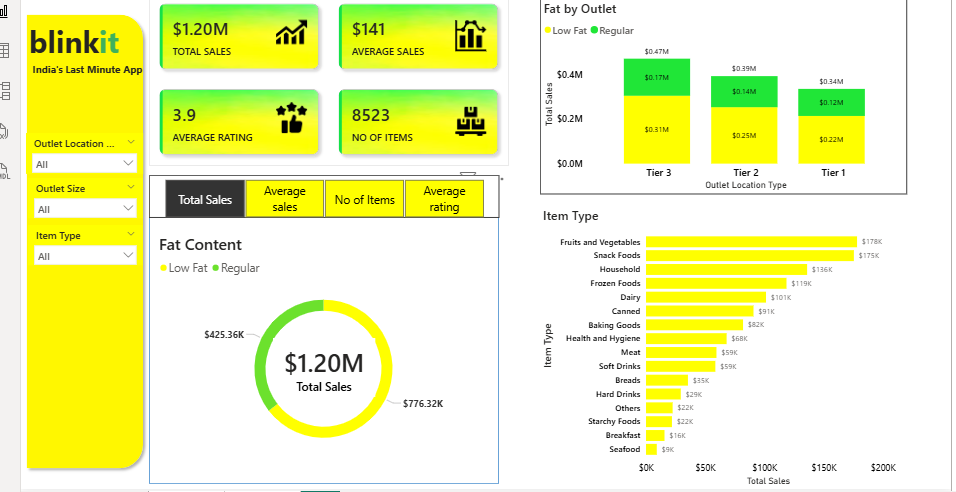 blinkit
India's Last Minute App
Outlet Location ...
All
Outlet Size
All
Item Type
All
$1.20M
TOTAL SALES
$141
AVERAGE SALES
3.9
AVERAGE RATING
8523
NO OF ITEMS
Total Sales
Average
sales
No of Items
Average
rating
Fat Content
Low Fat
Regular
$425.36K
$1.20M
Total Sales
$776.32K
Fat by Outlet
Low Fat
Regular
Total Sales
$0.4M
$0.2M
$0.0M
$0.47M
$0.17M
$0.31M
$0.39M
$0.14M
$0.25M
$0.34M
$0.12M
$0.22M
Tier 3
Tier 2
Tier 1
Outlet Location Type
Item Type
Item Type
Fruits and Vegetables $178K
Snack Foods $175K
Household $136K
Frozen Foods $119K
Dairy $101K
Canned $91K
Baking Goods $82K
Health and Hygiene $68K
Meat $59K
Soft Drinks $59K
Breads $35K
Hard Drinks $29K
Others $22K
Starchy Foods $22K
Breakfast $16K
Seafood $9K
$0K $50K $100K $150K $200K
Total Sales